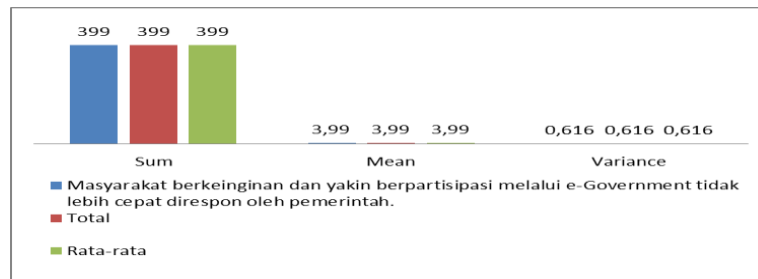 399 399 399
3,99 3,99 3,99
0,616 0,616 0,616
Sum Mean Variance
Masyarakat berkeinginan dan yakin berpartisipasi melalui e-Government tidak
lebih cepat direspon oleh pemerintah.
Total
Rata-rata